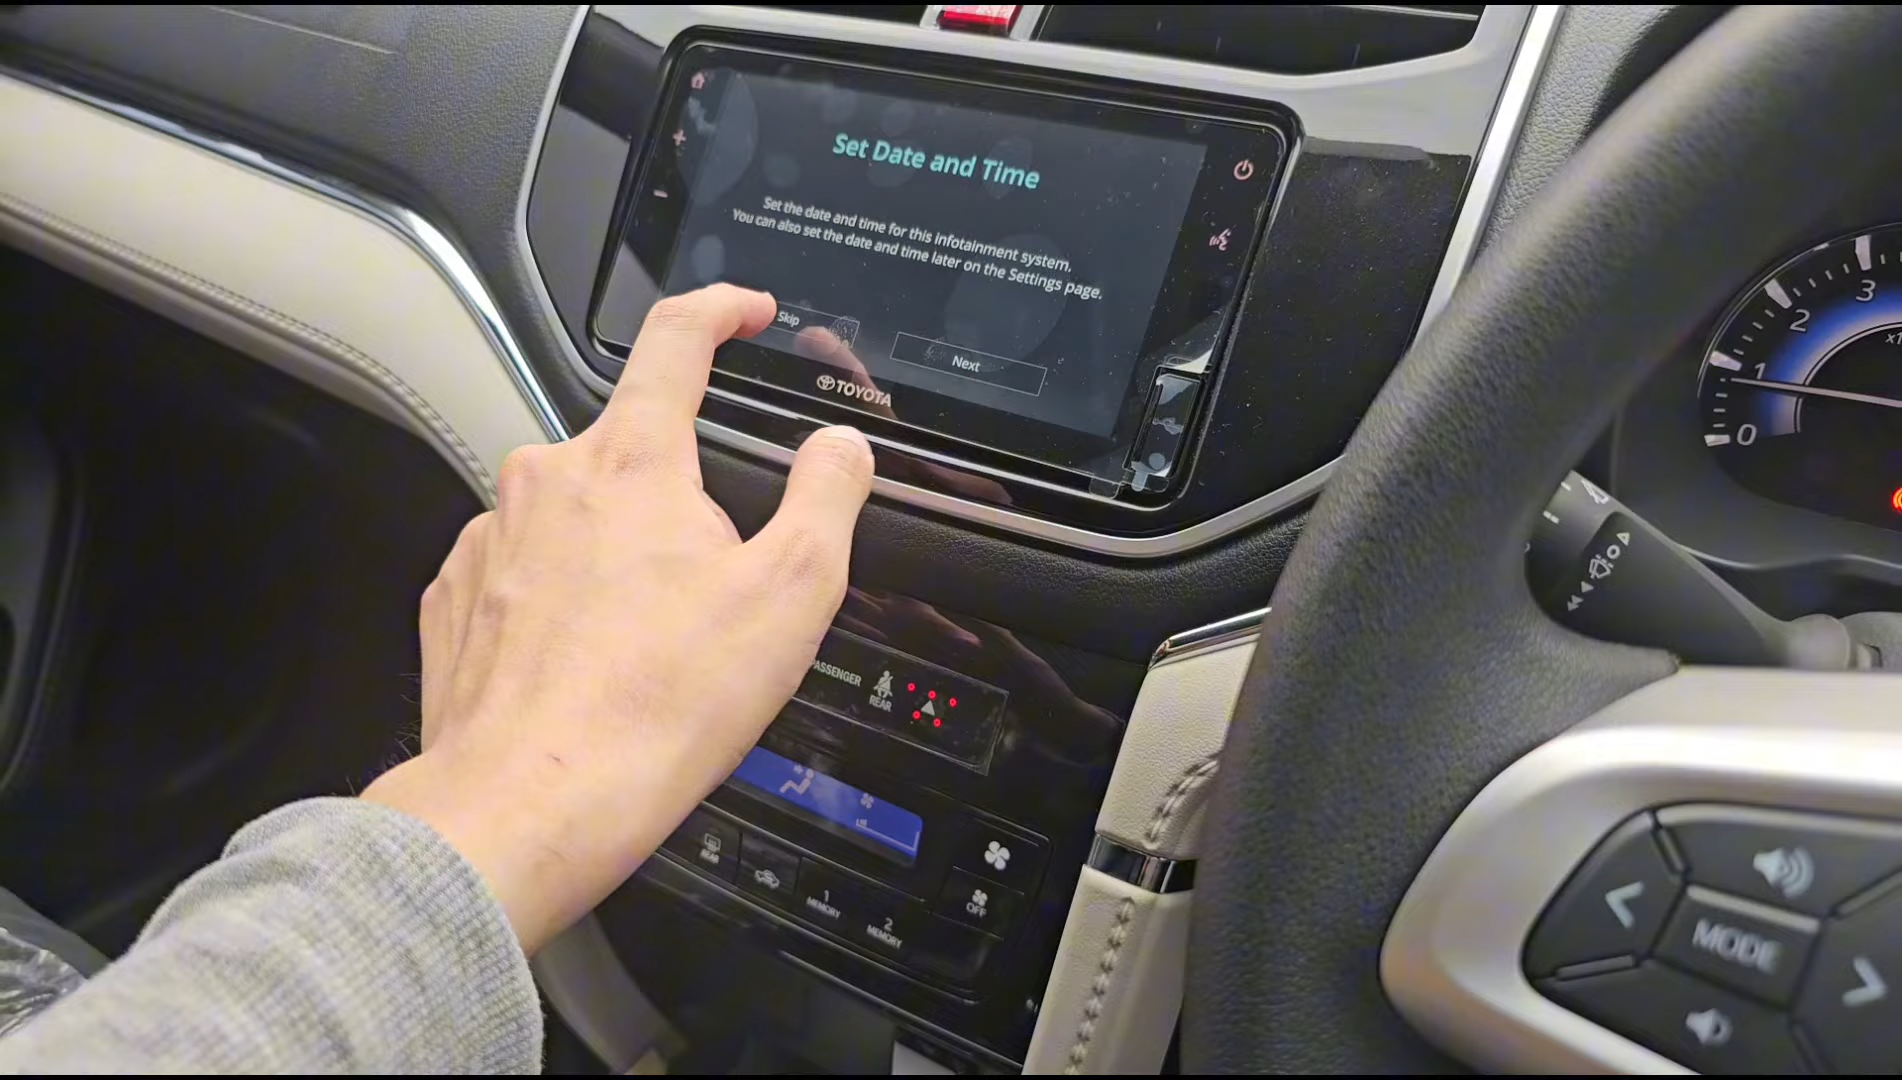 Set Date and Time
Set the date and time for this infotainment system.
You can also set the date and time later on the Settings page.
Skip
Next
TOYOTA
3
2
1
0
PASSENGER
REAR
REAR
1
MEMORY
2
MEMORY
OFF
MODE